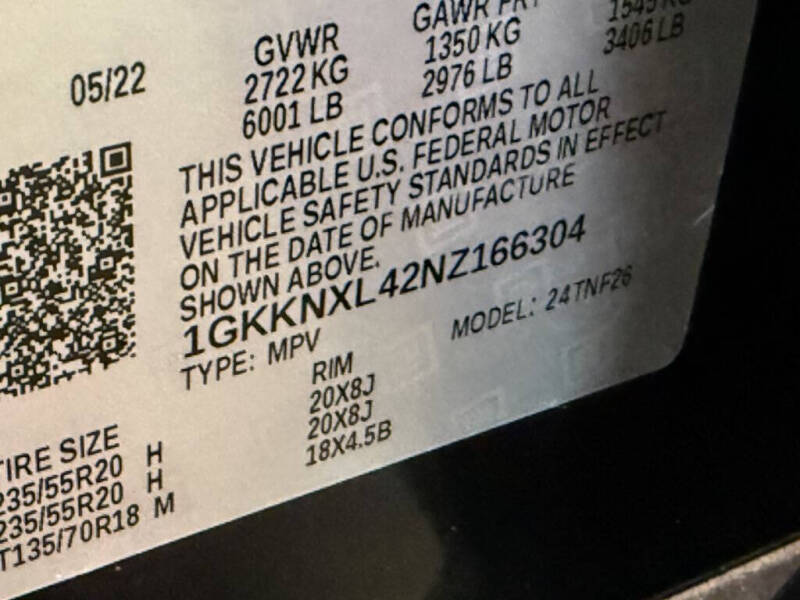 05/22
GVWR
2722 KG
6001 LB
GAWR FRT
1350 KG
2976 LB
1545 KG
3406 LB
THIS VEHICLE CONFORMS TO ALL
APPLICABLE U.S. FEDERAL MOTOR
VEHICLE SAFETY STANDARDS IN EFFECT
ON THE DATE OF MANUFACTURE
SHOWN ABOVE.
1GKKNXL42NZ166304
TYPE: MPV MODEL: 24TNF26
TIRE SIZE RIM
235/55R20 H 20X8J
235/55R20 H 20X8J
T135/70R18 M 18X4.5B